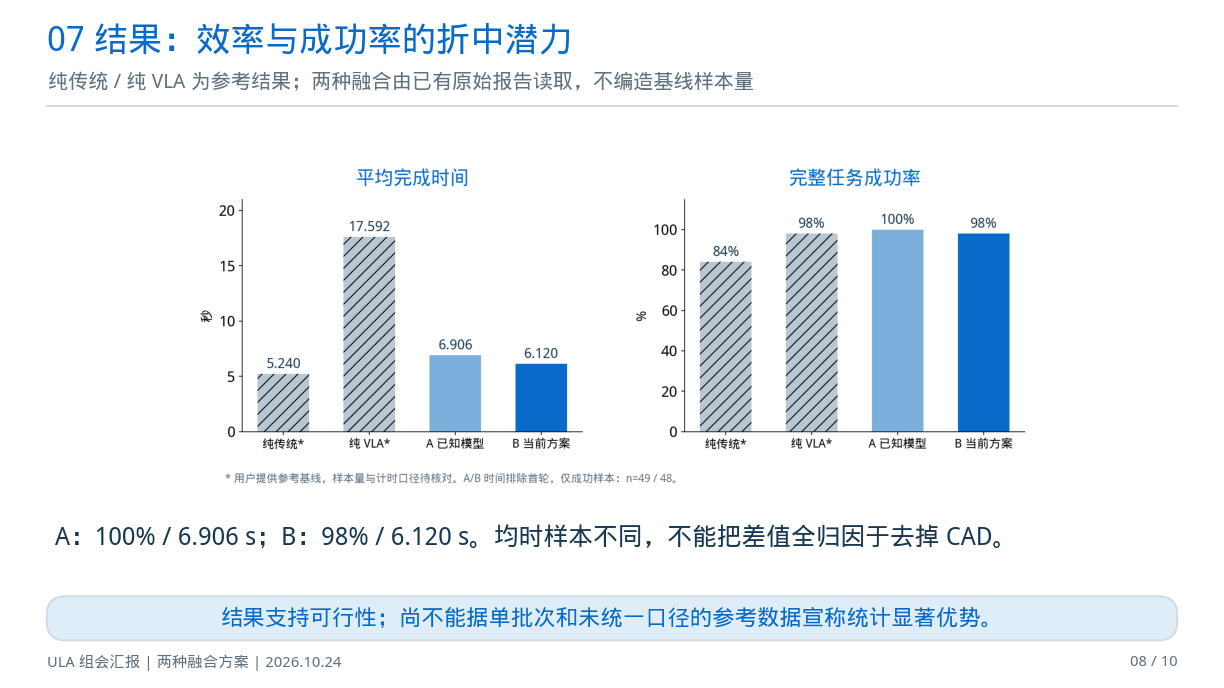 07 结果：效率与成功率的折中潜力
纯传统 / 纯 VLA 为参考结果；两种融合由已有原始报告读取，不编造基线样本量
平均完成时间
秒
20
15
10
5
0
5.240
17.592
6.906
6.120
纯传统*
纯 VLA*
A 已知模型
B 当前方案
完整任务成功率
%
100
80
60
40
20
0
84%
98%
100%
98%
纯传统*
纯 VLA*
A 已知模型
B 当前方案
* 用户提供参考基线，样本量与计时口径待核对。A/B 时间排除首轮，仅成功样本：n=49 / 48。
A：100% / 6.906 s；B：98% / 6.120 s。均时样本不同，不能把差值全归因于去掉 CAD。
结果支持可行性；尚不能据单批次和未统一口径的参考数据宣称统计显著优势。
ULA 组会汇报 | 两种融合方案 | 2026.10.24
08 / 10